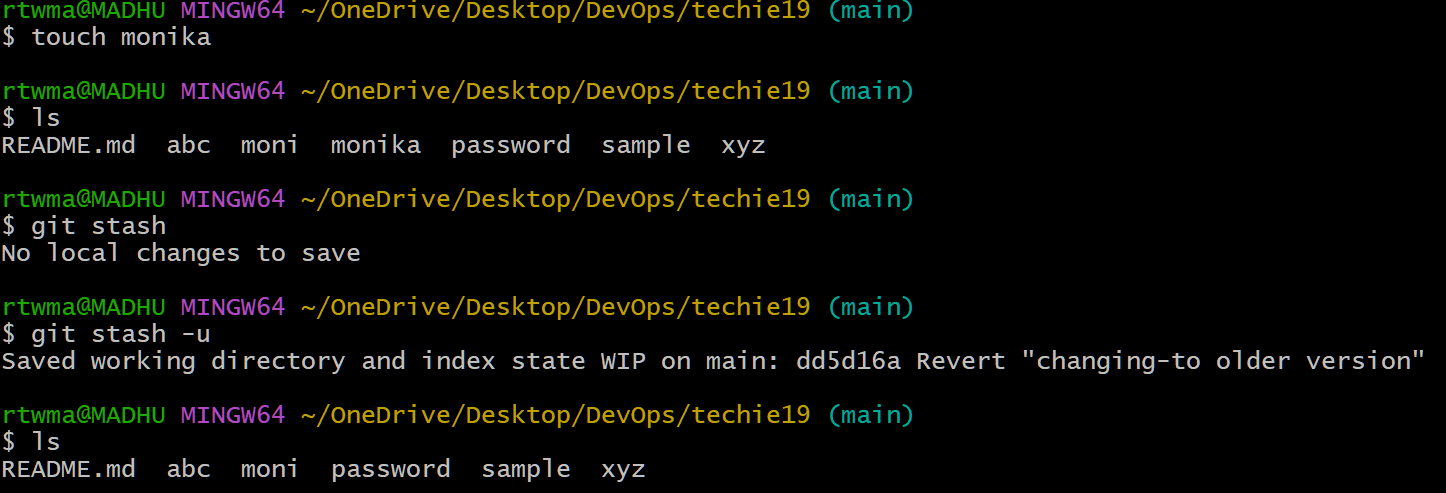 rtwma@MADHU MINGW64 ~/OneDrive/Desktop/DevOps/techie19 (main)
$ touch monika
rtwma@MADHU MINGW64 ~/OneDrive/Desktop/DevOps/techie19 (main)
$ ls
README.md  abc  moni  monika  password  sample  xyz
rtwma@MADHU MINGW64 ~/OneDrive/Desktop/DevOps/techie19 (main)
$ git stash
No local changes to save
rtwma@MADHU MINGW64 ~/OneDrive/Desktop/DevOps/techie19 (main)
$ git stash -u
Saved working directory and index state WIP on main: dd5d16a Revert "changing-to older version"
rtwma@MADHU MINGW64 ~/OneDrive/Desktop/DevOps/techie19 (main)
$ ls
README.md  abc  moni  password  sample  xyz